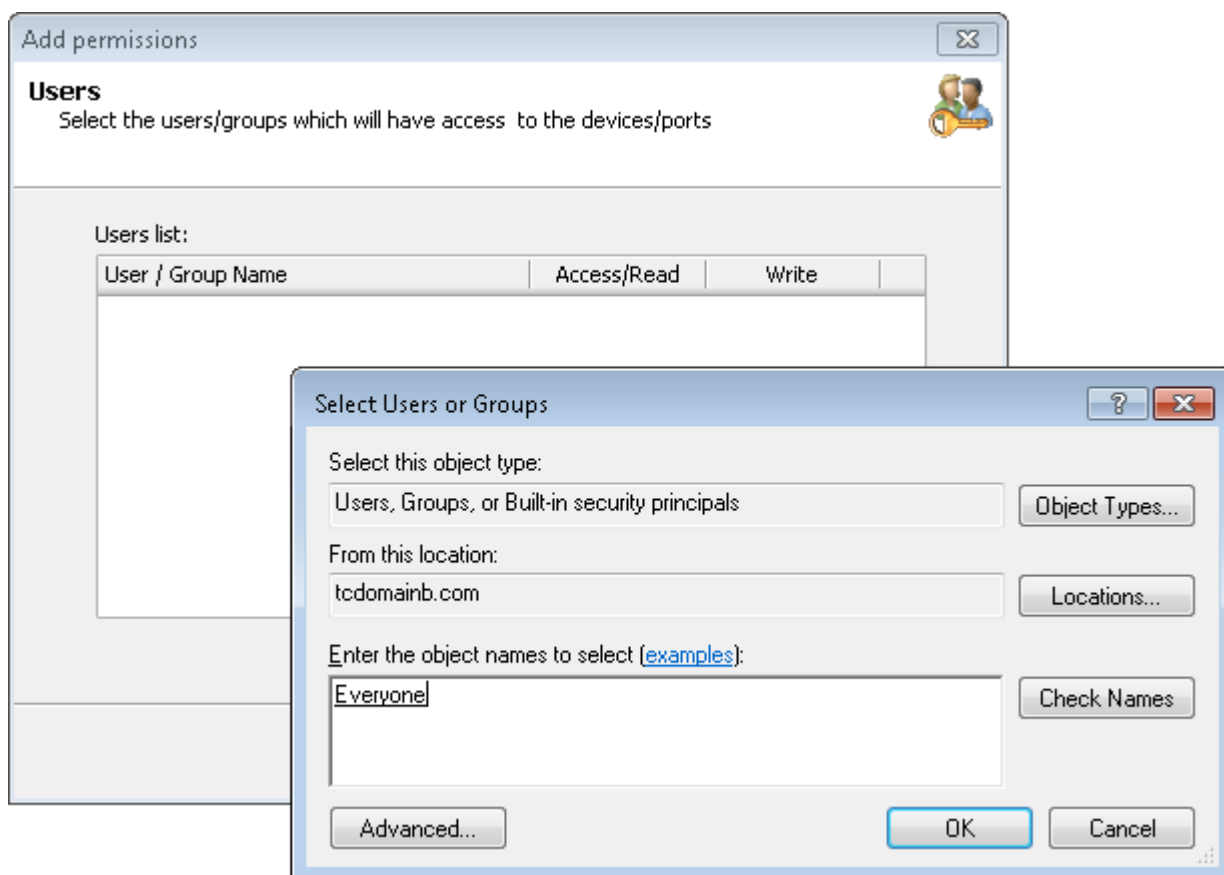 Add permissions
Users
Select the users/groups which will have access to the devices/ports
Users list:
User / Group Name Access/Read Write
Select Users or Groups
Select this object type:
Users, Groups, or Built-in security principals Object Types...
From this location:
tcdomainb.com Locations...
Enter the object names to select (examples):
Everyone Check Names
Advanced... OK Cancel